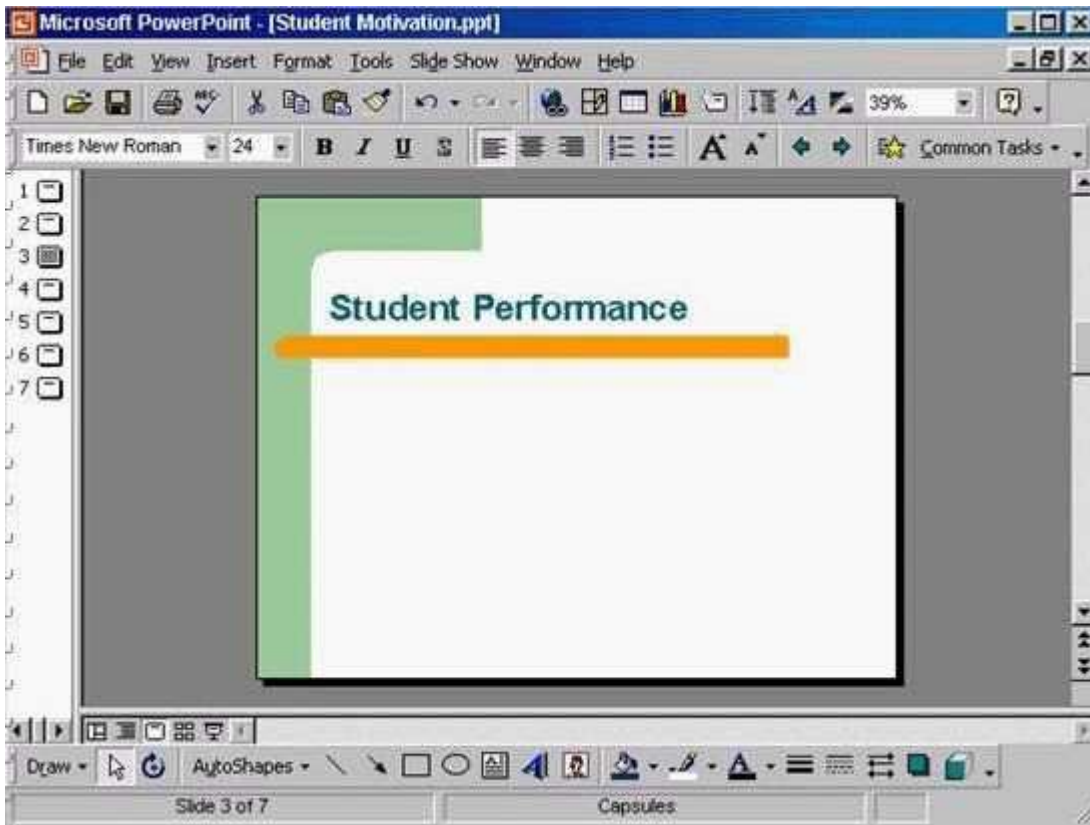 Microsoft PowerPoint - [Student Motivation.ppt]
File Edit View Insert Format Tools Slide Show Window Help
ABC 39%
Times New Roman 24 B I U S A A Common Tasks
1
2
3
4
5
6
7
Student Performance
Draw AutoShapes A A
Slide 3 of 7 Capsules